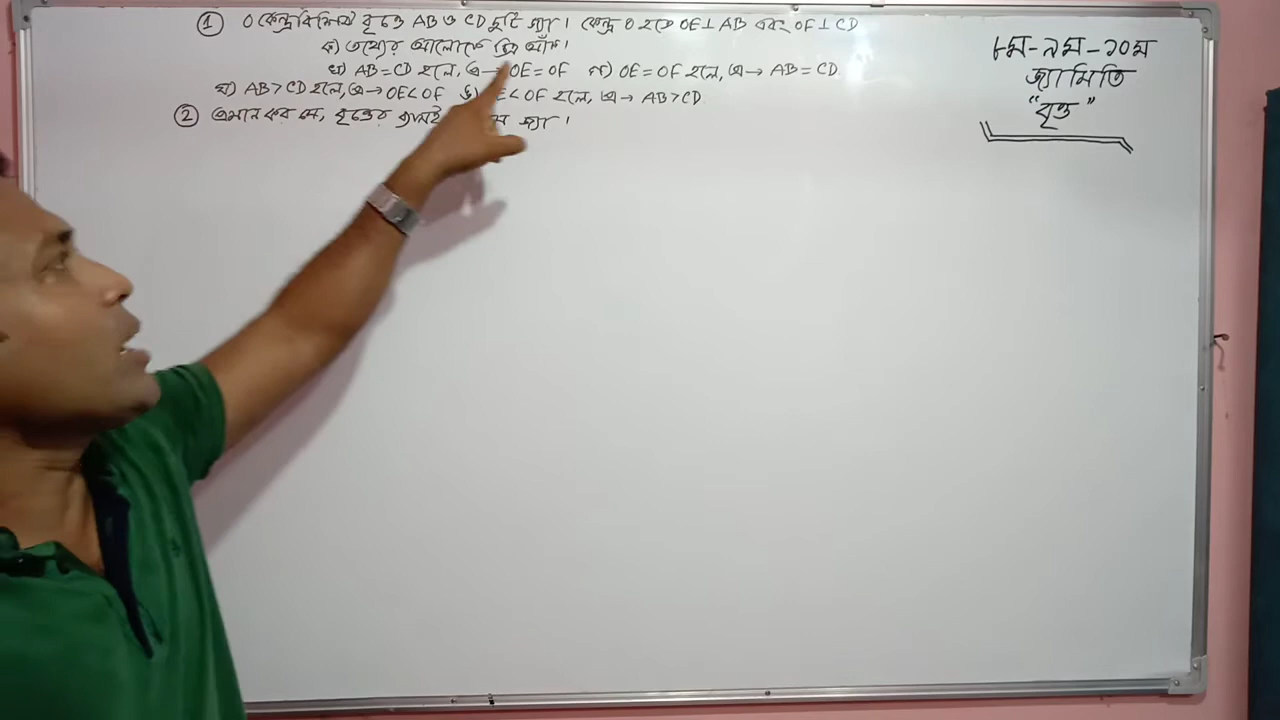 ① O কেন্দ্রবিশিষ্ট বৃত্তে AB ও CD দুটি জ্যা। কেন্দ্র O হতে OE⊥AB এবং OF⊥CD
ক) তথ্যের আলোকে চিত্র আঁক।
খ) AB=CD হলে, প্র→ OE=OF গ) OE=OF হলে, প্র→ AB=CD
ঘ) AB>CD হলে, প্র→ OE<OF ঙ) E<OF হলে, প্র→ AB>CD
② প্রমান কর যে, বৃত্তের ব্যাসই জ্যা।
৮ম-৯ম-১০ম
জ্যামিতি
"বৃত্ত"